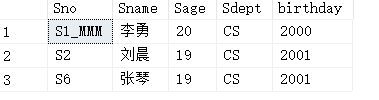 Sno Sname Sage Sdept birthday
1 S1_MMM 李勇 20 CS 2000
2 S2 刘晨 19 CS 2001
3 S6 张琴 19 CS 2001